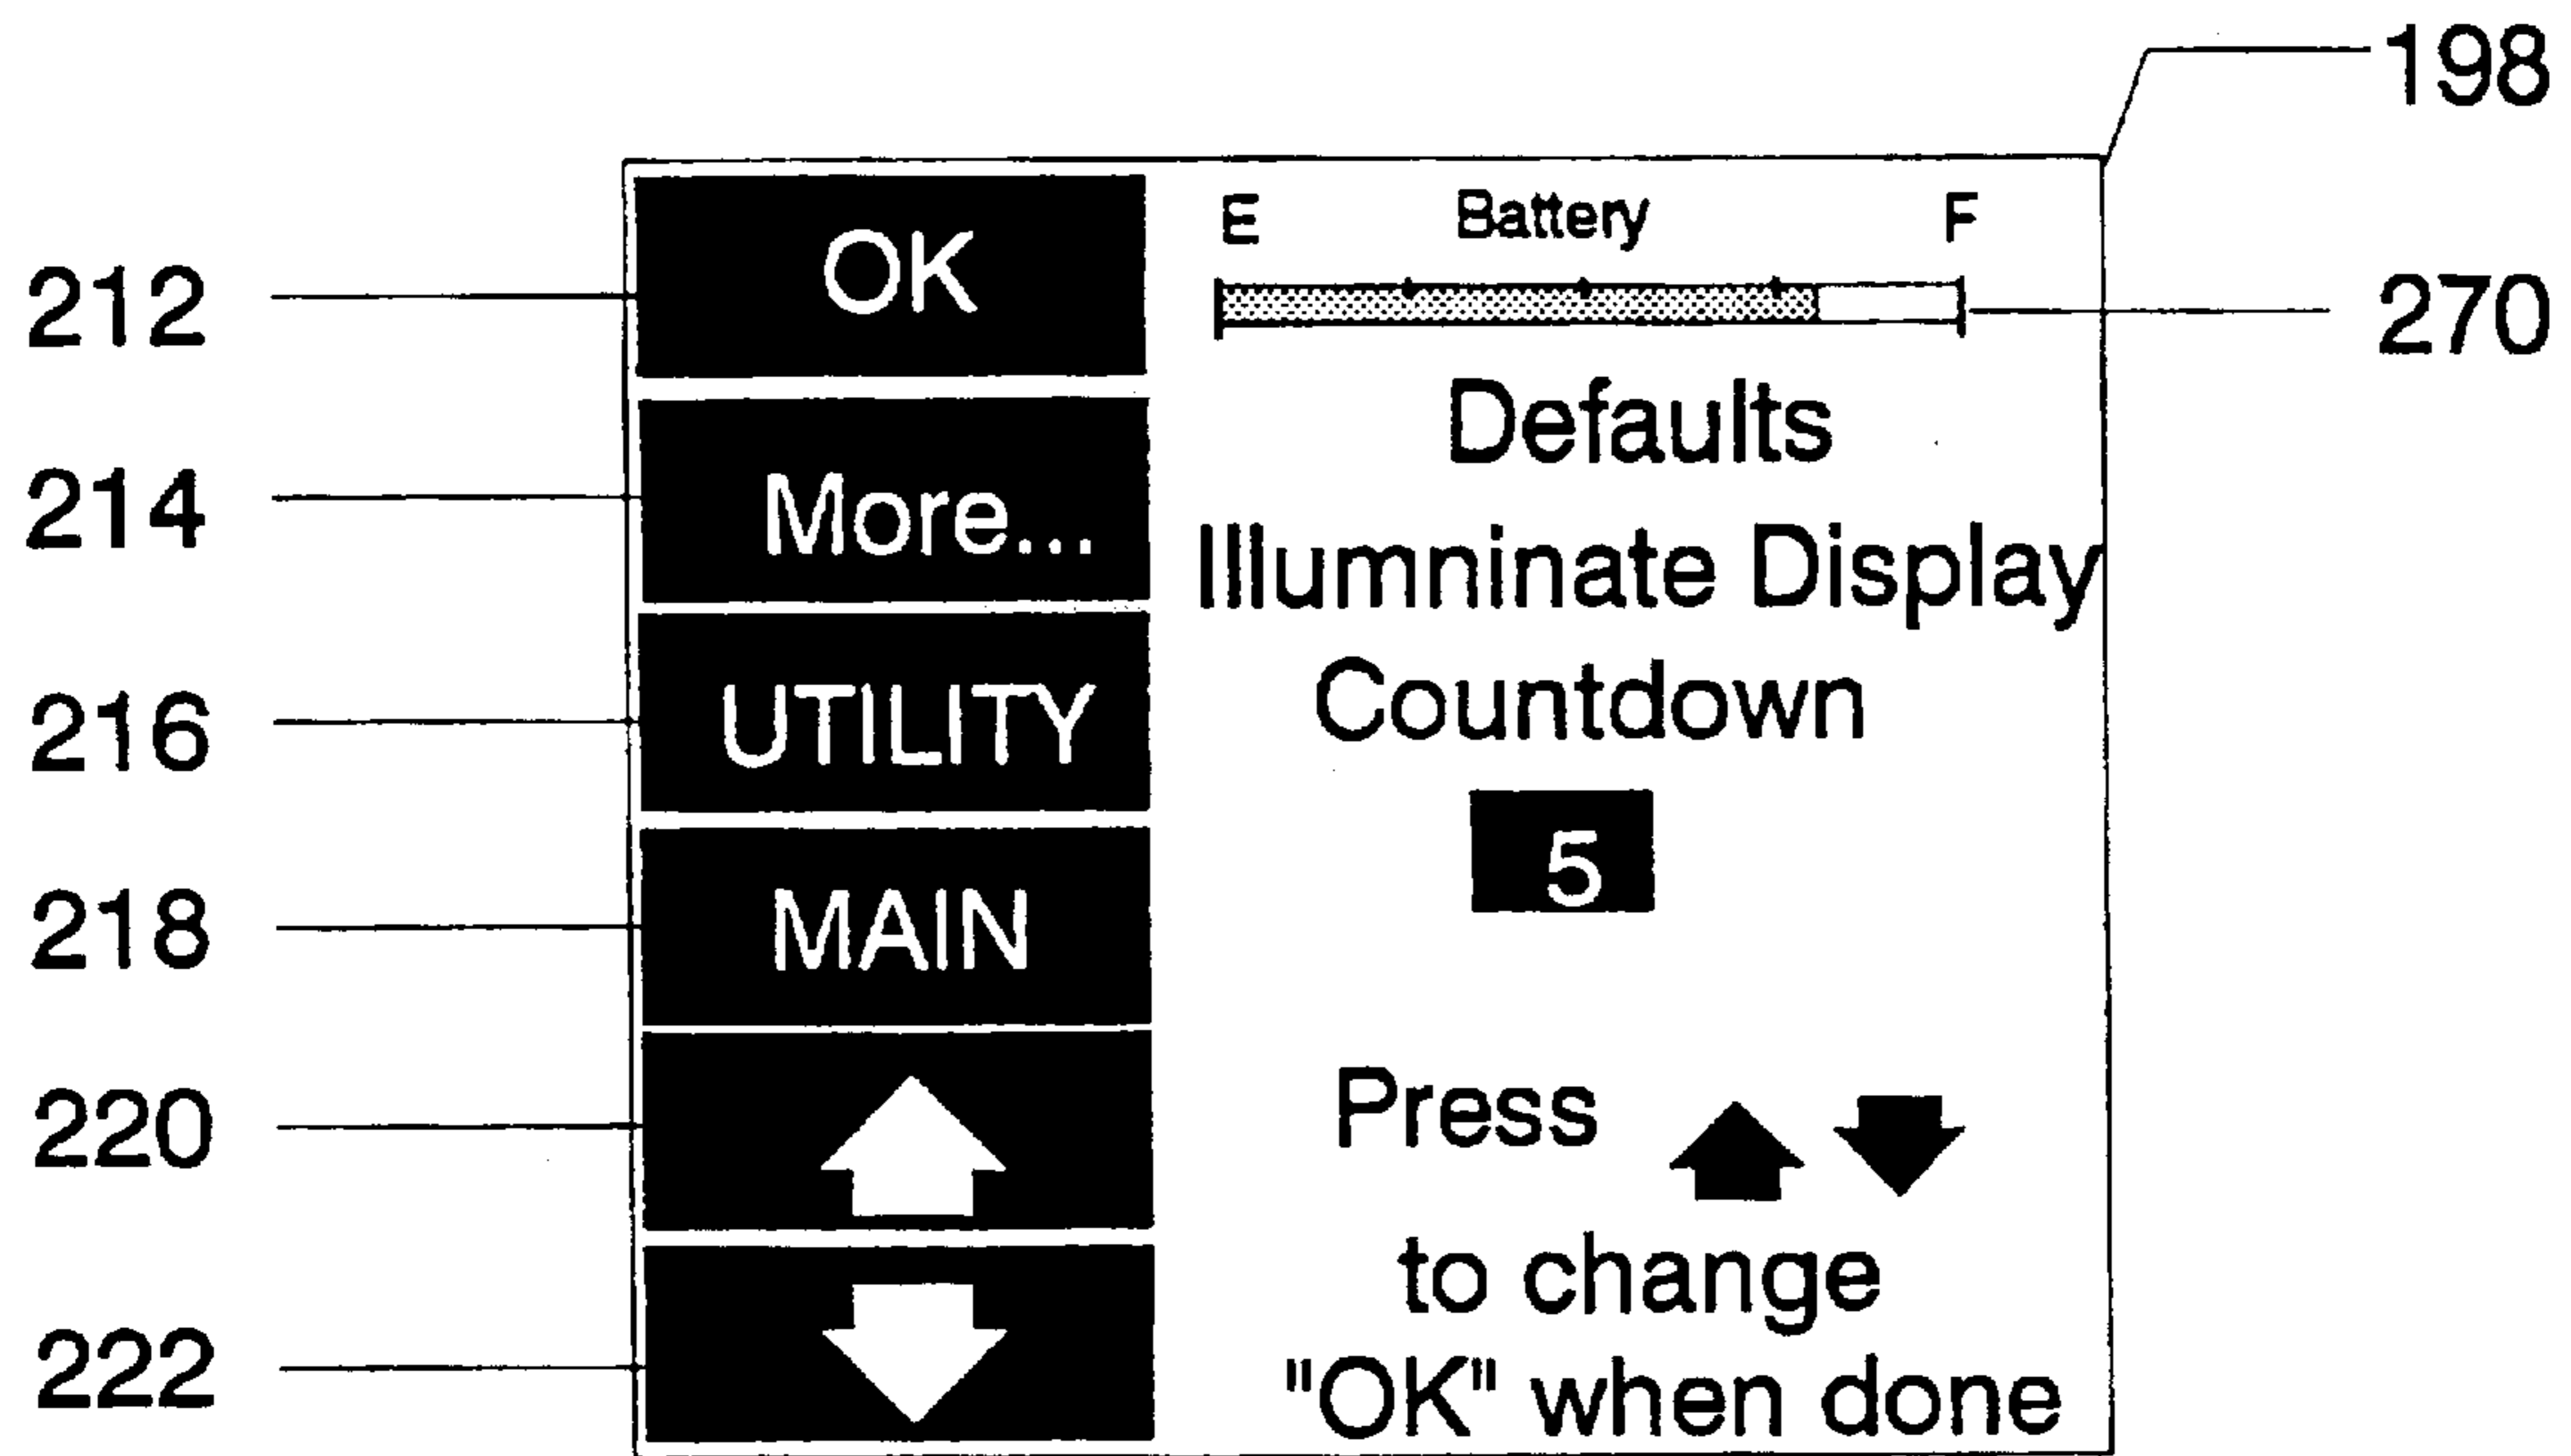 198
E Battery F
212 OK
270
Defaults
214 More...
Illumninate Display
216 UTILITY
Countdown
5
218 MAIN
220
Press
to change
222
"OK" when done